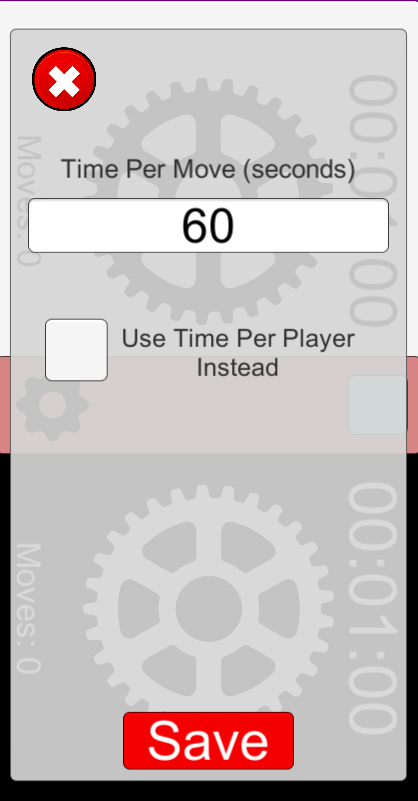 Time Per Move (seconds)
60
Use Time Per Player
Instead
Save
Moves: 0
00:01:00
Moves: 0
00:01:00